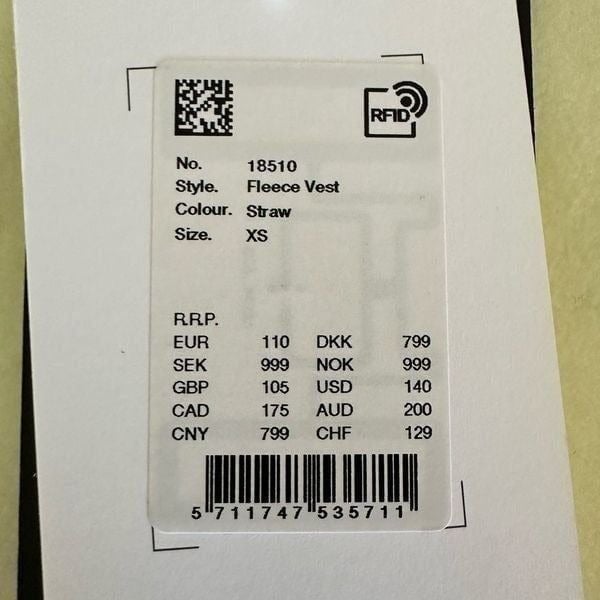 RFID
No. 18510
Style. Fleece Vest
Colour. Straw
Size. XS
R.R.P.
EUR 110 DKK 799
SEK 999 NOK 999
GBP 105 USD 140
CAD 175 AUD 200
CNY 799 CHF 129
5 711747 535711